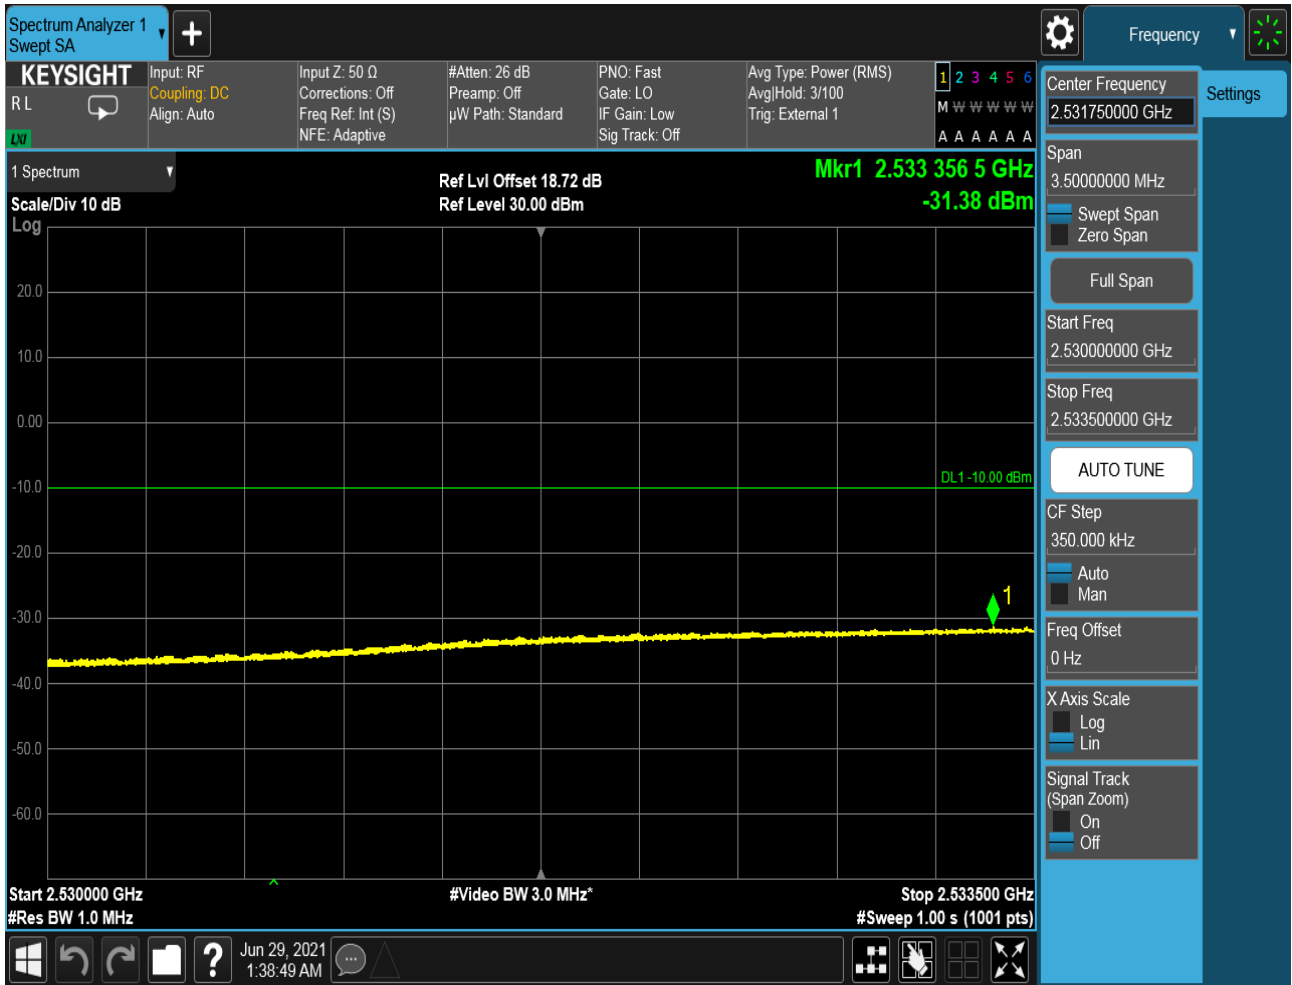 Spectrum Analyzer 1
Swept SA
Frequency
KEYSIGHT
R L
LXI
Input: RF
Coupling: DC
Align: Auto
Input Z: 50 Ω
Corrections: Off
Freq Ref: Int (S)
NFE: Adaptive
#Atten: 26 dB
Preamp: Off
µW Path: Standard
PNO: Fast
Gate: LO
IF Gain: Low
Sig Track: Off
Avg Type: Power (RMS)
Avg|Hold: 3/100
Trig: External 1
1 2 3 4 5 6
M W W W W W
A A A A A A
1 Spectrum
Scale/Div 10 dB
Log
Ref Lvl Offset 18.72 dB
Ref Level 30.00 dBm
Mkr1 2.533 356 5 GHz
-31.38 dBm
20.0
10.0
0.00
-10.0
-20.0
-30.0
-40.0
-50.0
-60.0
DL1 -10.00 dBm
1
Start 2.530000 GHz
#Res BW 1.0 MHz
#Video BW 3.0 MHz*
Stop 2.533500 GHz
#Sweep 1.00 s (1001 pts)
Jun 29, 2021
1:38:49 AM
Center Frequency
2.531750000 GHz
Settings
Span
3.50000000 MHz
Swept Span
Zero Span
Full Span
Start Freq
2.530000000 GHz
Stop Freq
2.533500000 GHz
AUTO TUNE
CF Step
350.000 kHz
Auto
Man
Freq Offset
0 Hz
X Axis Scale
Log
Lin
Signal Track
(Span Zoom)
On
Off